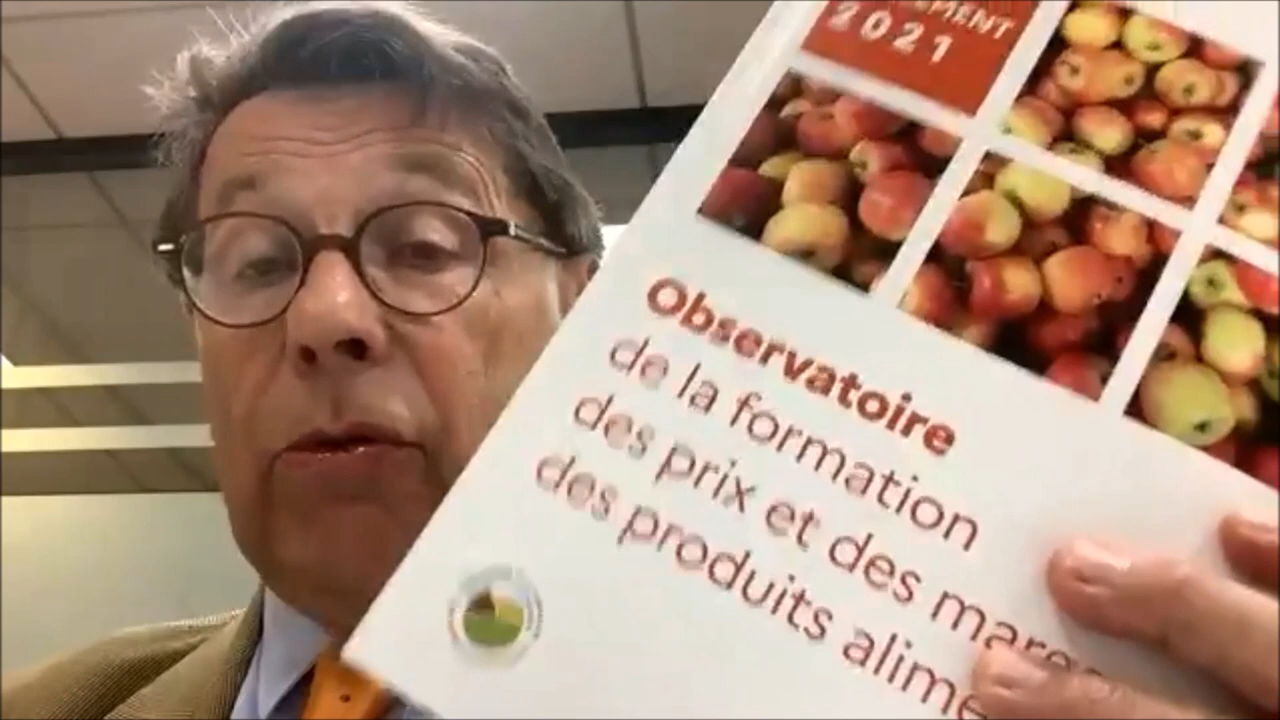 2021
Observatoire
de la formation
des prix et des
des produits